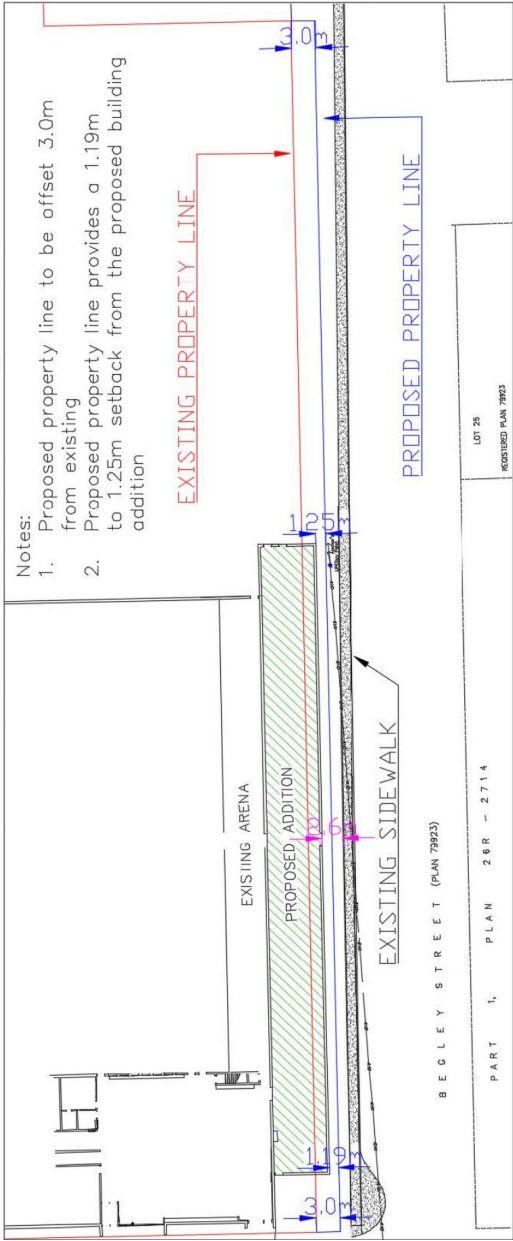 Notes:
1. Proposed property line to be offset 3.0m
from existing
2. Proposed property line provides a 1.19m
to 1.25m setback from the proposed building
addition
EXISTING PROPERTY LINE
3.0m
EXISTING ARENA
PROPOSED ADDITION
1.25m
2.6m
1.19m
3.0m
PROPOSED PROPERTY LINE
EXISTING SIDEWALK
BEGLEY STREET (PLAN 79923)
LOT 25
REGISTERED PLAN 79923
PART 1, PLAN 26R - 2714